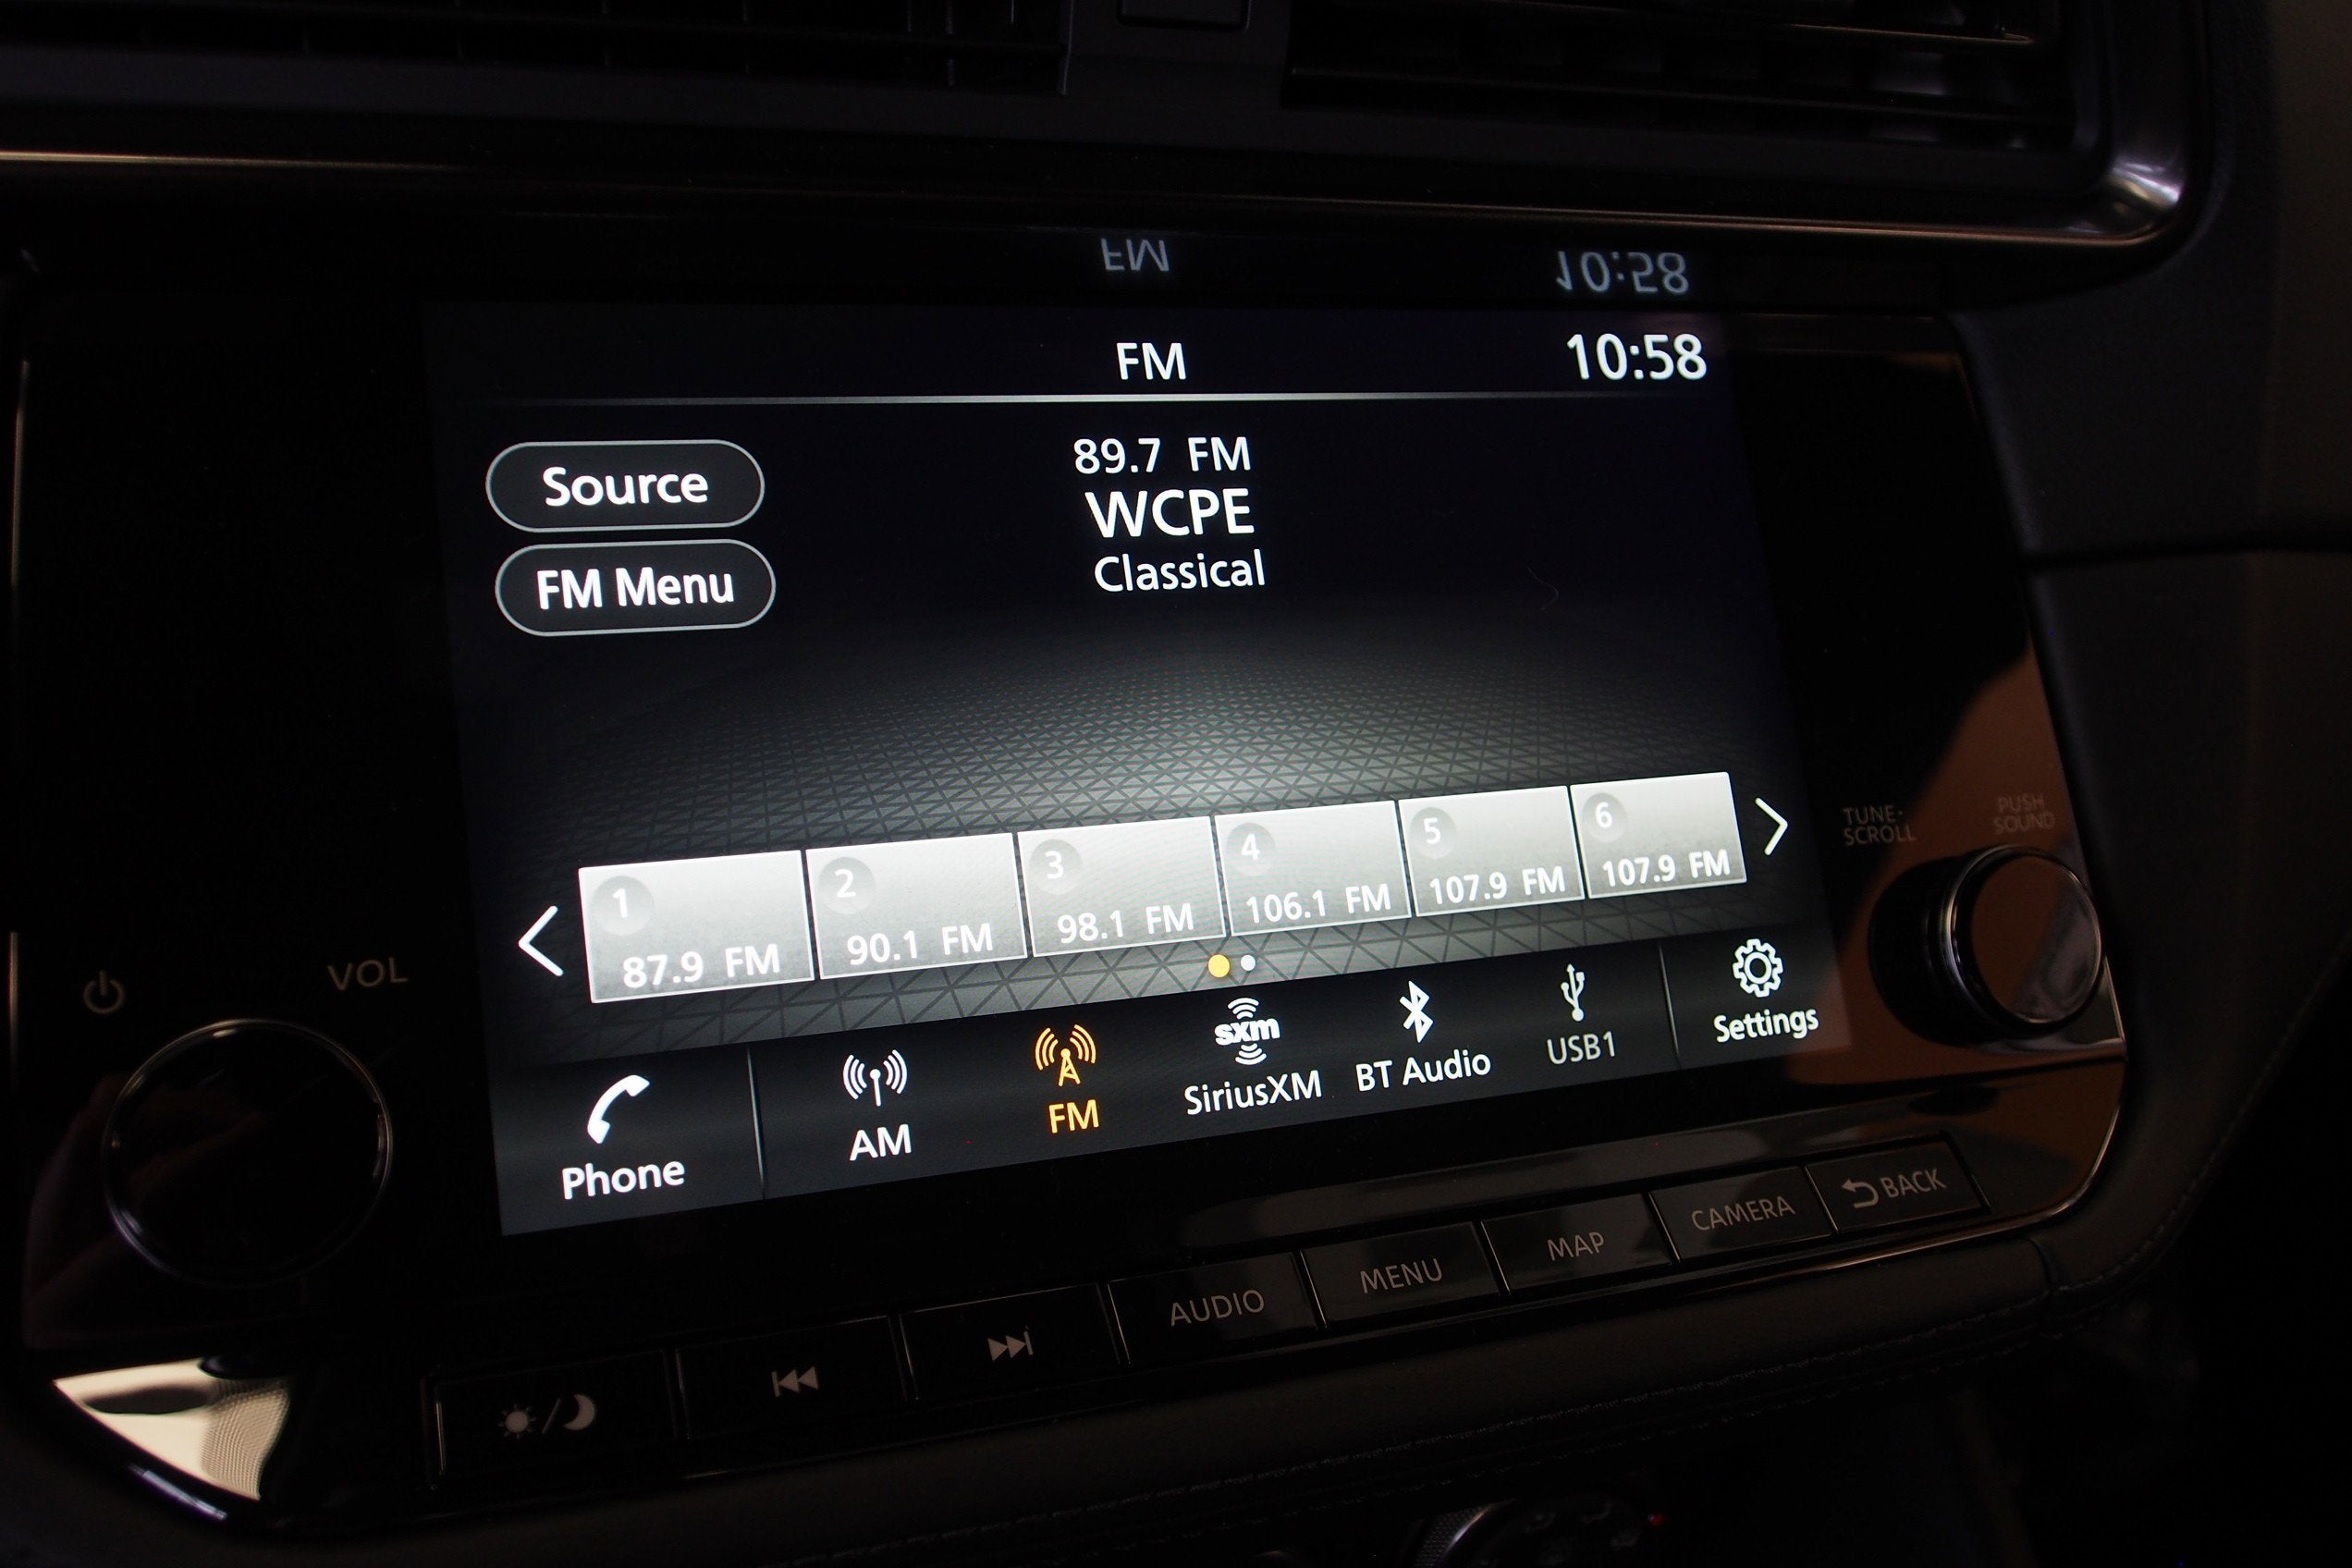 FM 10:58
FM 10:58
Source
FM Menu
89.7 FM
WCPE
Classical
1 87.9 FM
2 90.1 FM
3 98.1 FM
4 106.1 FM
5 107.9 FM
6 107.9 FM
TUNE·
SCROLL
PUSH
SOUND
VOL
Phone
AM
FM
sxm
SiriusXM
BT Audio
USB1
Settings
AUDIO
MENU
MAP
CAMERA
BACK